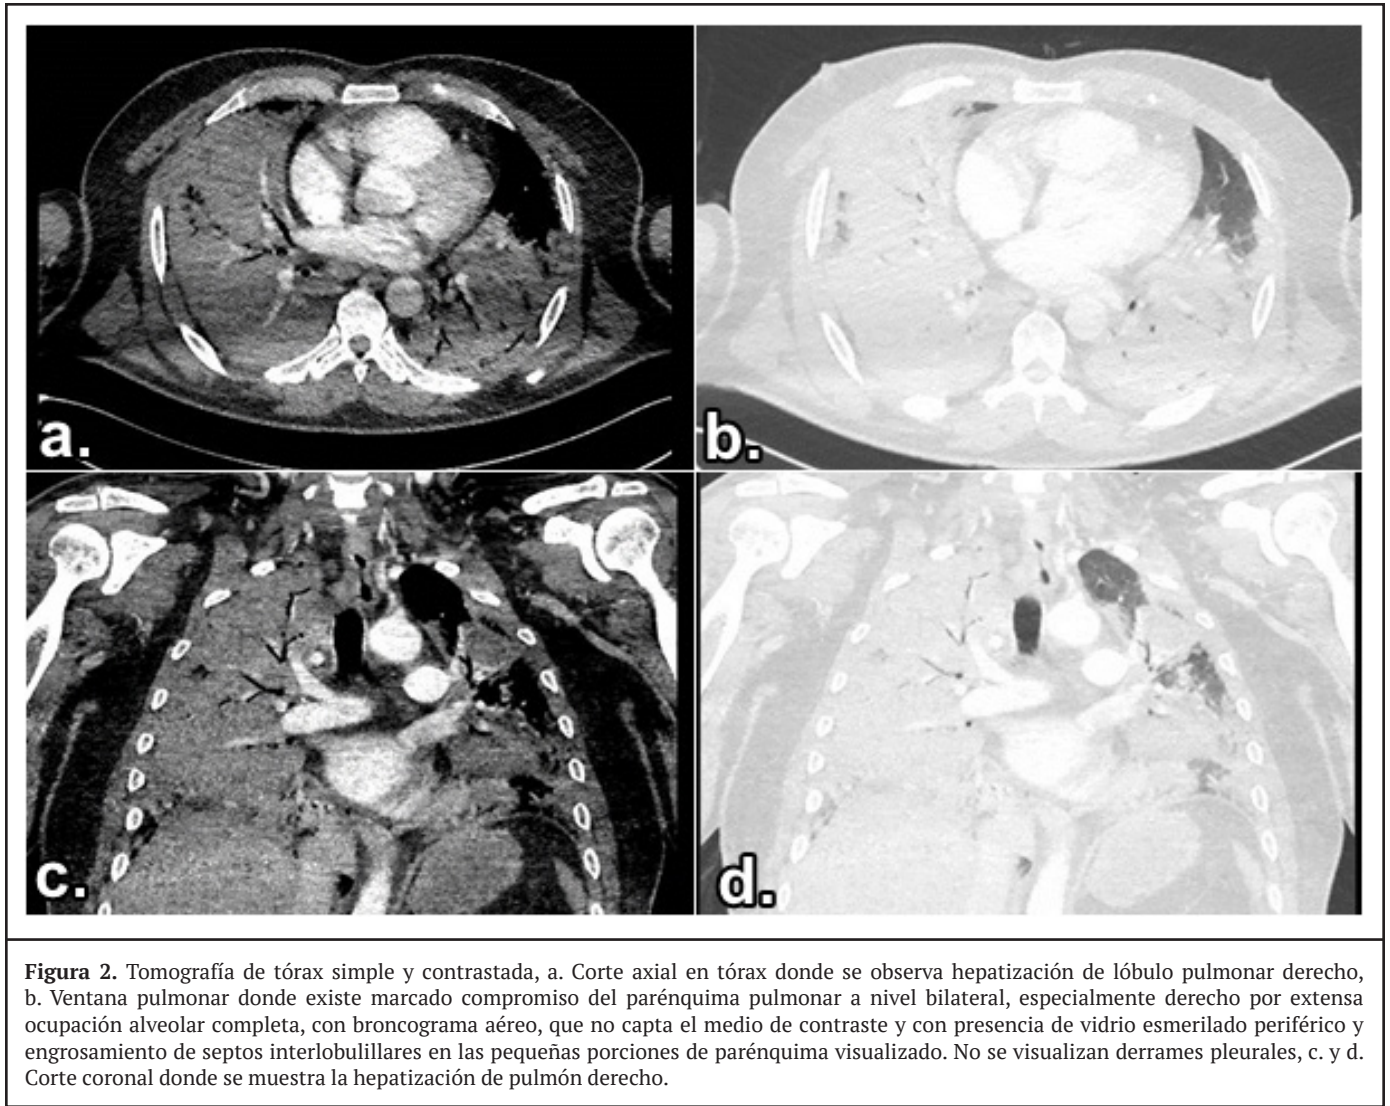 a.
b.
c.
d.
Figura 2. Tomografía de tórax simple y contrastada, a. Corte axial en tórax donde se observa hepatización de lóbulo pulmonar derecho,
b. Ventana pulmonar donde existe marcado compromiso del parénquima pulmonar a nivel bilateral, especialmente derecho por extensa
ocupación alveolar completa, con broncograma aéreo, que no capta el medio de contraste y con presencia de vidrio esmerilado periférico y
engrosamiento de septos interlobulillares en las pequeñas porciones de parénquima visualizado. No se visualizan derrames pleurales, c. y d.
Corte coronal donde se muestra la hepatización de pulmón derecho.